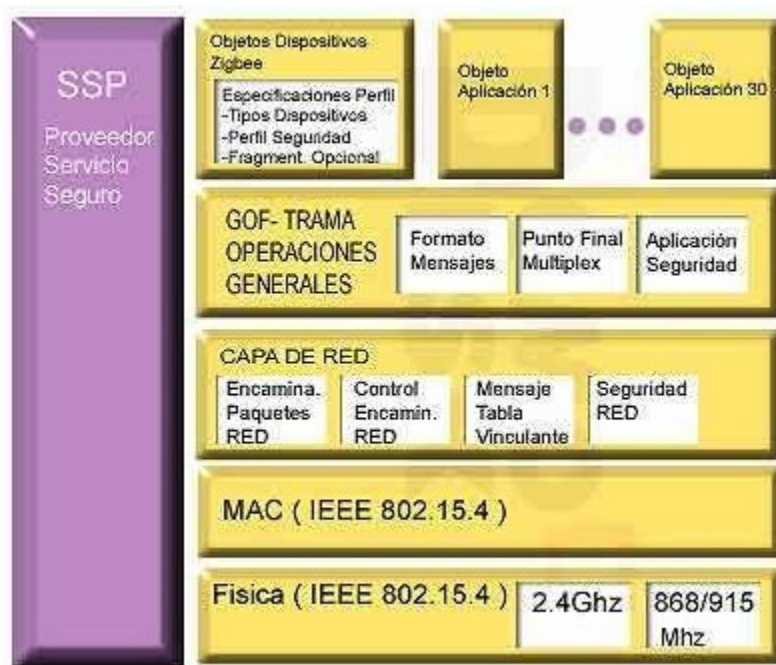 SSP
Proveedor
Servicio
Seguro
Objetos Dispositivos
Zigbee
Especificaciones Perfil
-Tipos Dispositivos
-Perfil Seguridad
-Fragment. Opcional
Objeto
Aplicación 1
Objeto
Aplicación 30
GOF- TRAMA
OPERACIONES
GENERALES
Formato
Mensajes
Punto Final
Multiplex
Aplicación
Seguridad
CAPA DE RED
Encamina.
Paquetes
RED
Control
Encamin.
RED
Mensaje
Tabla
Vinculante
Seguridad
RED
MAC ( IEEE 802.15.4 )
Fisica ( IEEE 802.15.4 )
2.4Ghz
868/915
Mhz